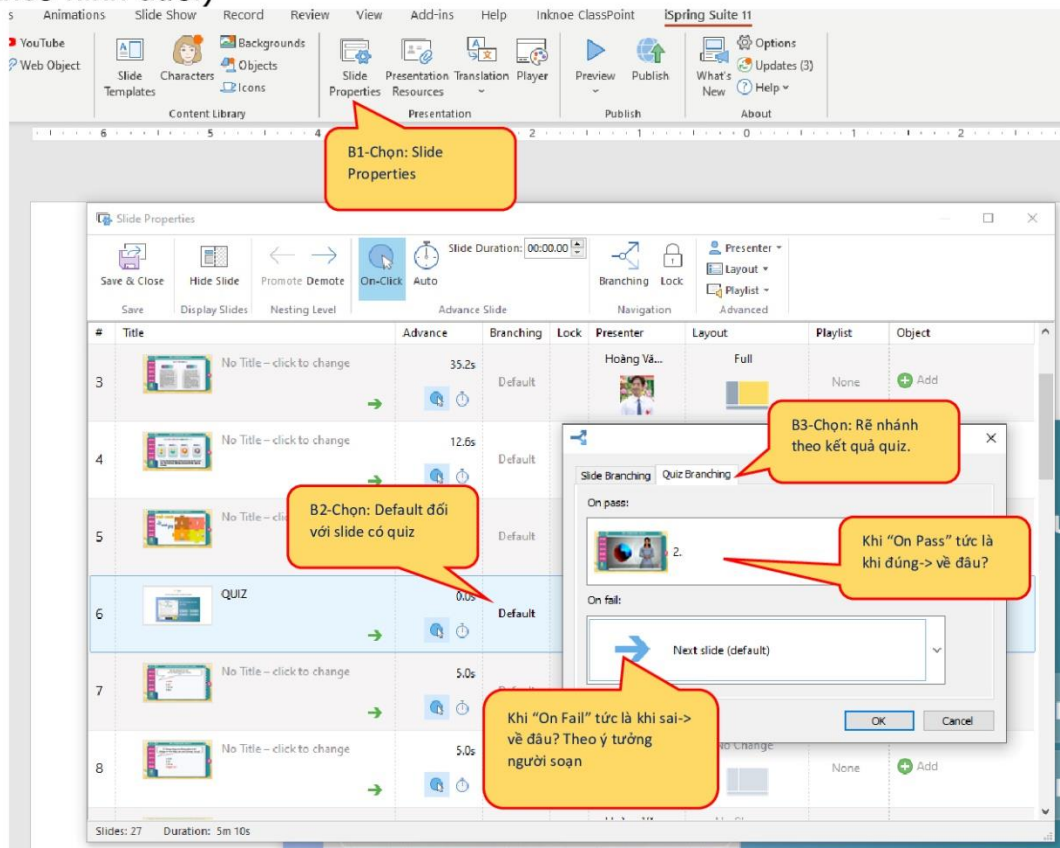 Animations Slide Show Record Review View Add-ins Help Inknoe ClassPoint iSpring Suite 11
YouTube
Web Object
Slide Templates
Characters
Backgrounds
Objects
Icons
Content Library
Slide Properties
Presentation Resources
Translation
Player
Presentation
Preview
Publish
Publish
What's New
Options
Updates (3)
Help
About
6 5 4 2 1 0 1 2
B1-Chọn: Slide
Properties
Slide Properties
Save & Close
Hide Slide
Promote Demote
On-Click
Auto
Slide Duration: 00:00.00
Branching
Lock
Presenter
Layout
Playlist
Save
Display Slides
Nesting Level
Advance Slide
Navigation
Advanced
# Title Advance Branching Lock Presenter Layout Playlist Object
3 No Title – click to change 35.2s Default Hoàng Vă... Full None Add
4 No Title – click to change 12.6s Default
5 Default
B2-Chọn: Default đối
với slide có quiz
6 QUIZ 0.0s Default
7 No Title – click to change 5.0s
8 No Title – click to change 5.0s No Change None Add
B3-Chọn: Rẽ nhánh
theo kết quả quiz.
Slide Branching Quiz Branching
On pass:
2.
Khi “On Pass” tức là
khi đúng-> về đâu?
On fail:
Next slide (default)
OK Cancel
Khi “On Fail” tức là khi sai->
về đâu? Theo ý tưởng
người soạn
Slides: 27 Duration: 5m 10s